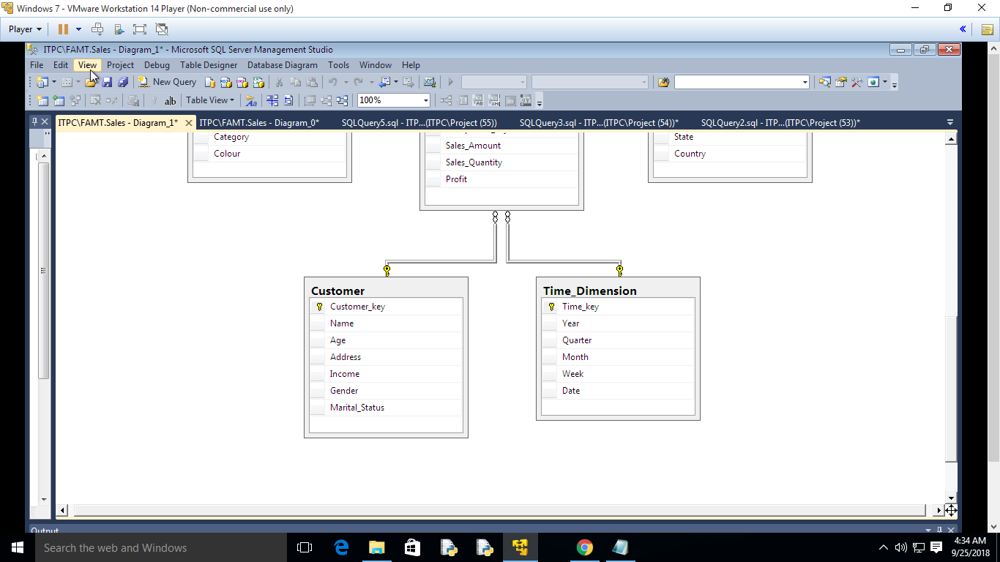 Windows 7 - VMware Workstation 14 Player (Non-commercial use only)
Player
ITPC\FAMT.Sales - Diagram_1* - Microsoft SQL Server Management Studio
File Edit View Project Debug Table Designer Database Diagram Tools Window Help
New Query
ab| Table View 100%
ITPC\FAMT.Sales - Diagram_1* ITPC\FAMT.Sales - Diagram_0* SQLQuery5.sql - ITP...(ITPC\Project (55)) SQLQuery3.sql - ITP...(ITPC\Project (54))* SQLQuery2.sql - ITP...(ITPC\Project (53))*
Category
Colour
Sales_Amount
Sales_Quantity
Profit
State
Country
Customer
Customer_key
Name
Age
Address
Income
Gender
Marital_Status
Time_Dimension
Time_key
Year
Quarter
Month
Week
Date
Output
Search the web and Windows
4:34 AM
9/25/2018